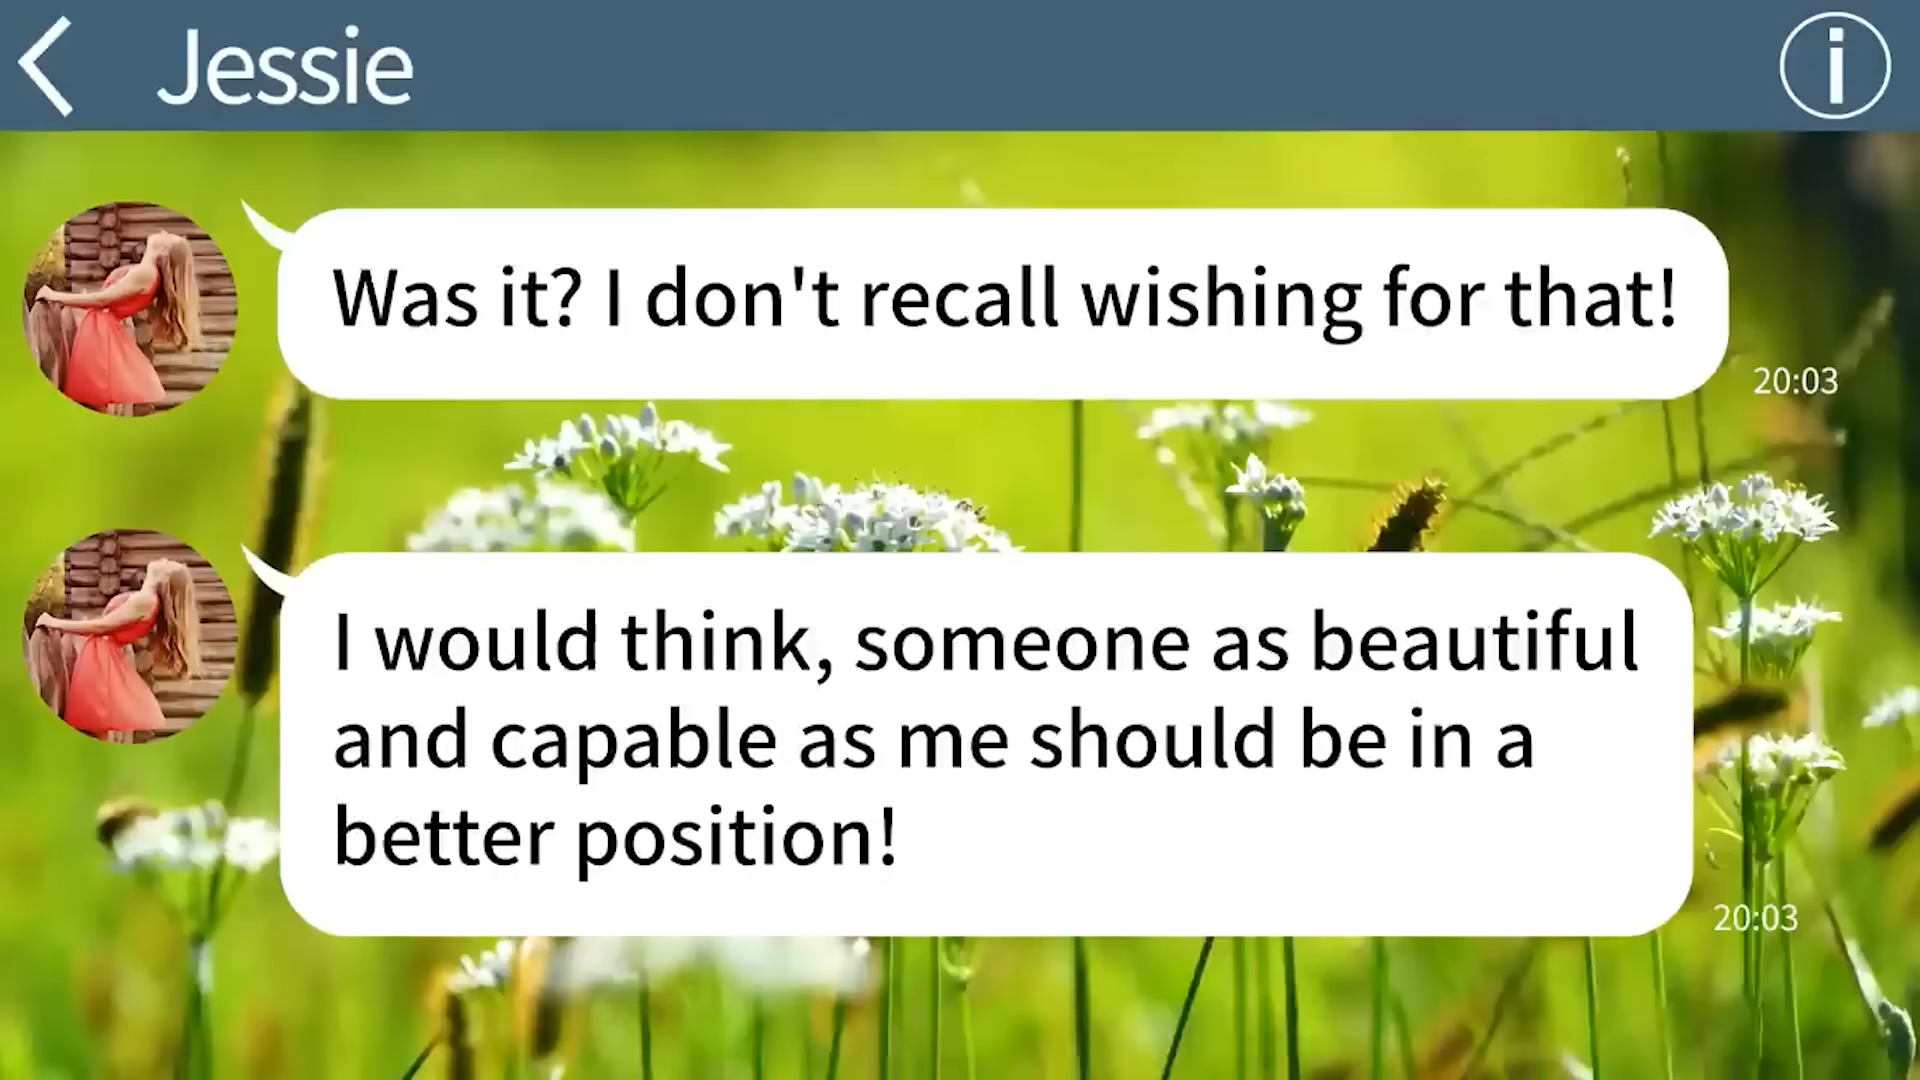 Jessie
Was it? I don't recall wishing for that!
20:03
I would think, someone as beautiful
and capable as me should be in a
better position!
20:03